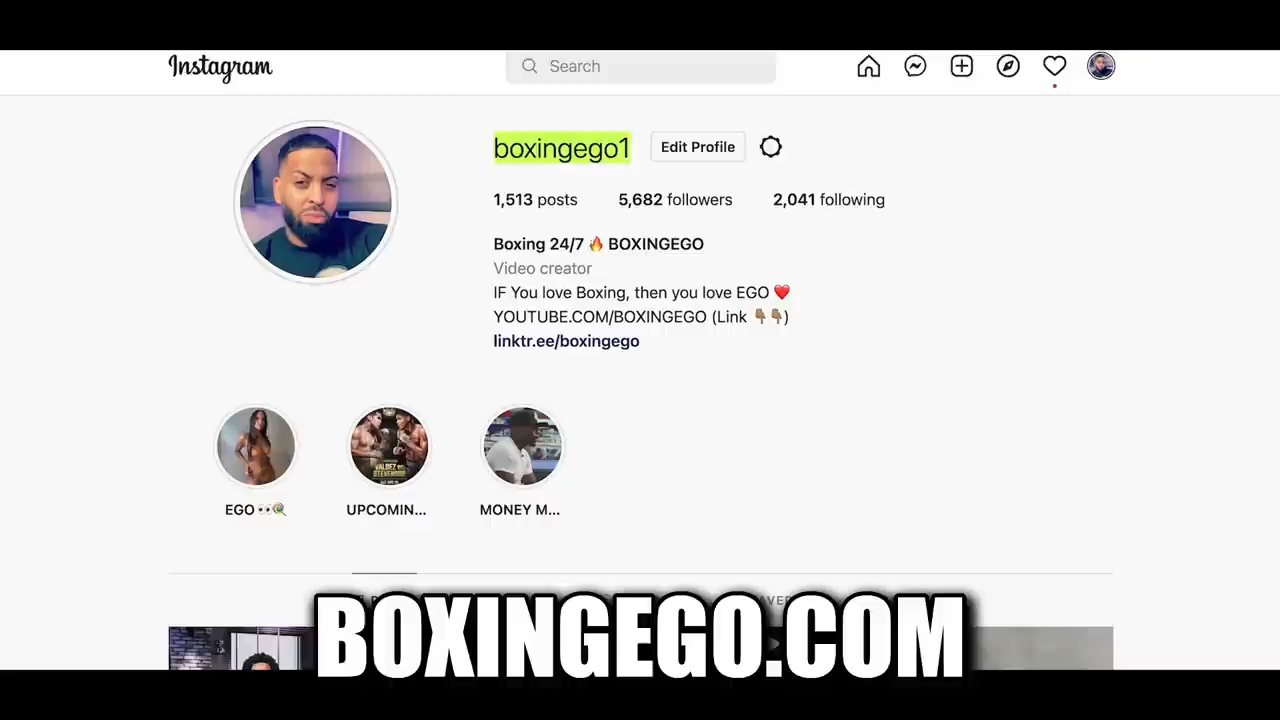 Instagram
Search
boxingego1
Edit Profile
1,513 posts
5,682 followers
2,041 following
Boxing 24/7 🔥 BOXINGEGO
Video creator
IF You love Boxing, then you love EGO ❤️
YOUTUBE.COM/BOXINGEGO (Link 👇🏽👇🏽)
linktr.ee/boxingego
VALDEZ
STEVENSON
EGO 👀🍭
UPCOMIN...
MONEY M...
BOXINGEGO.COM